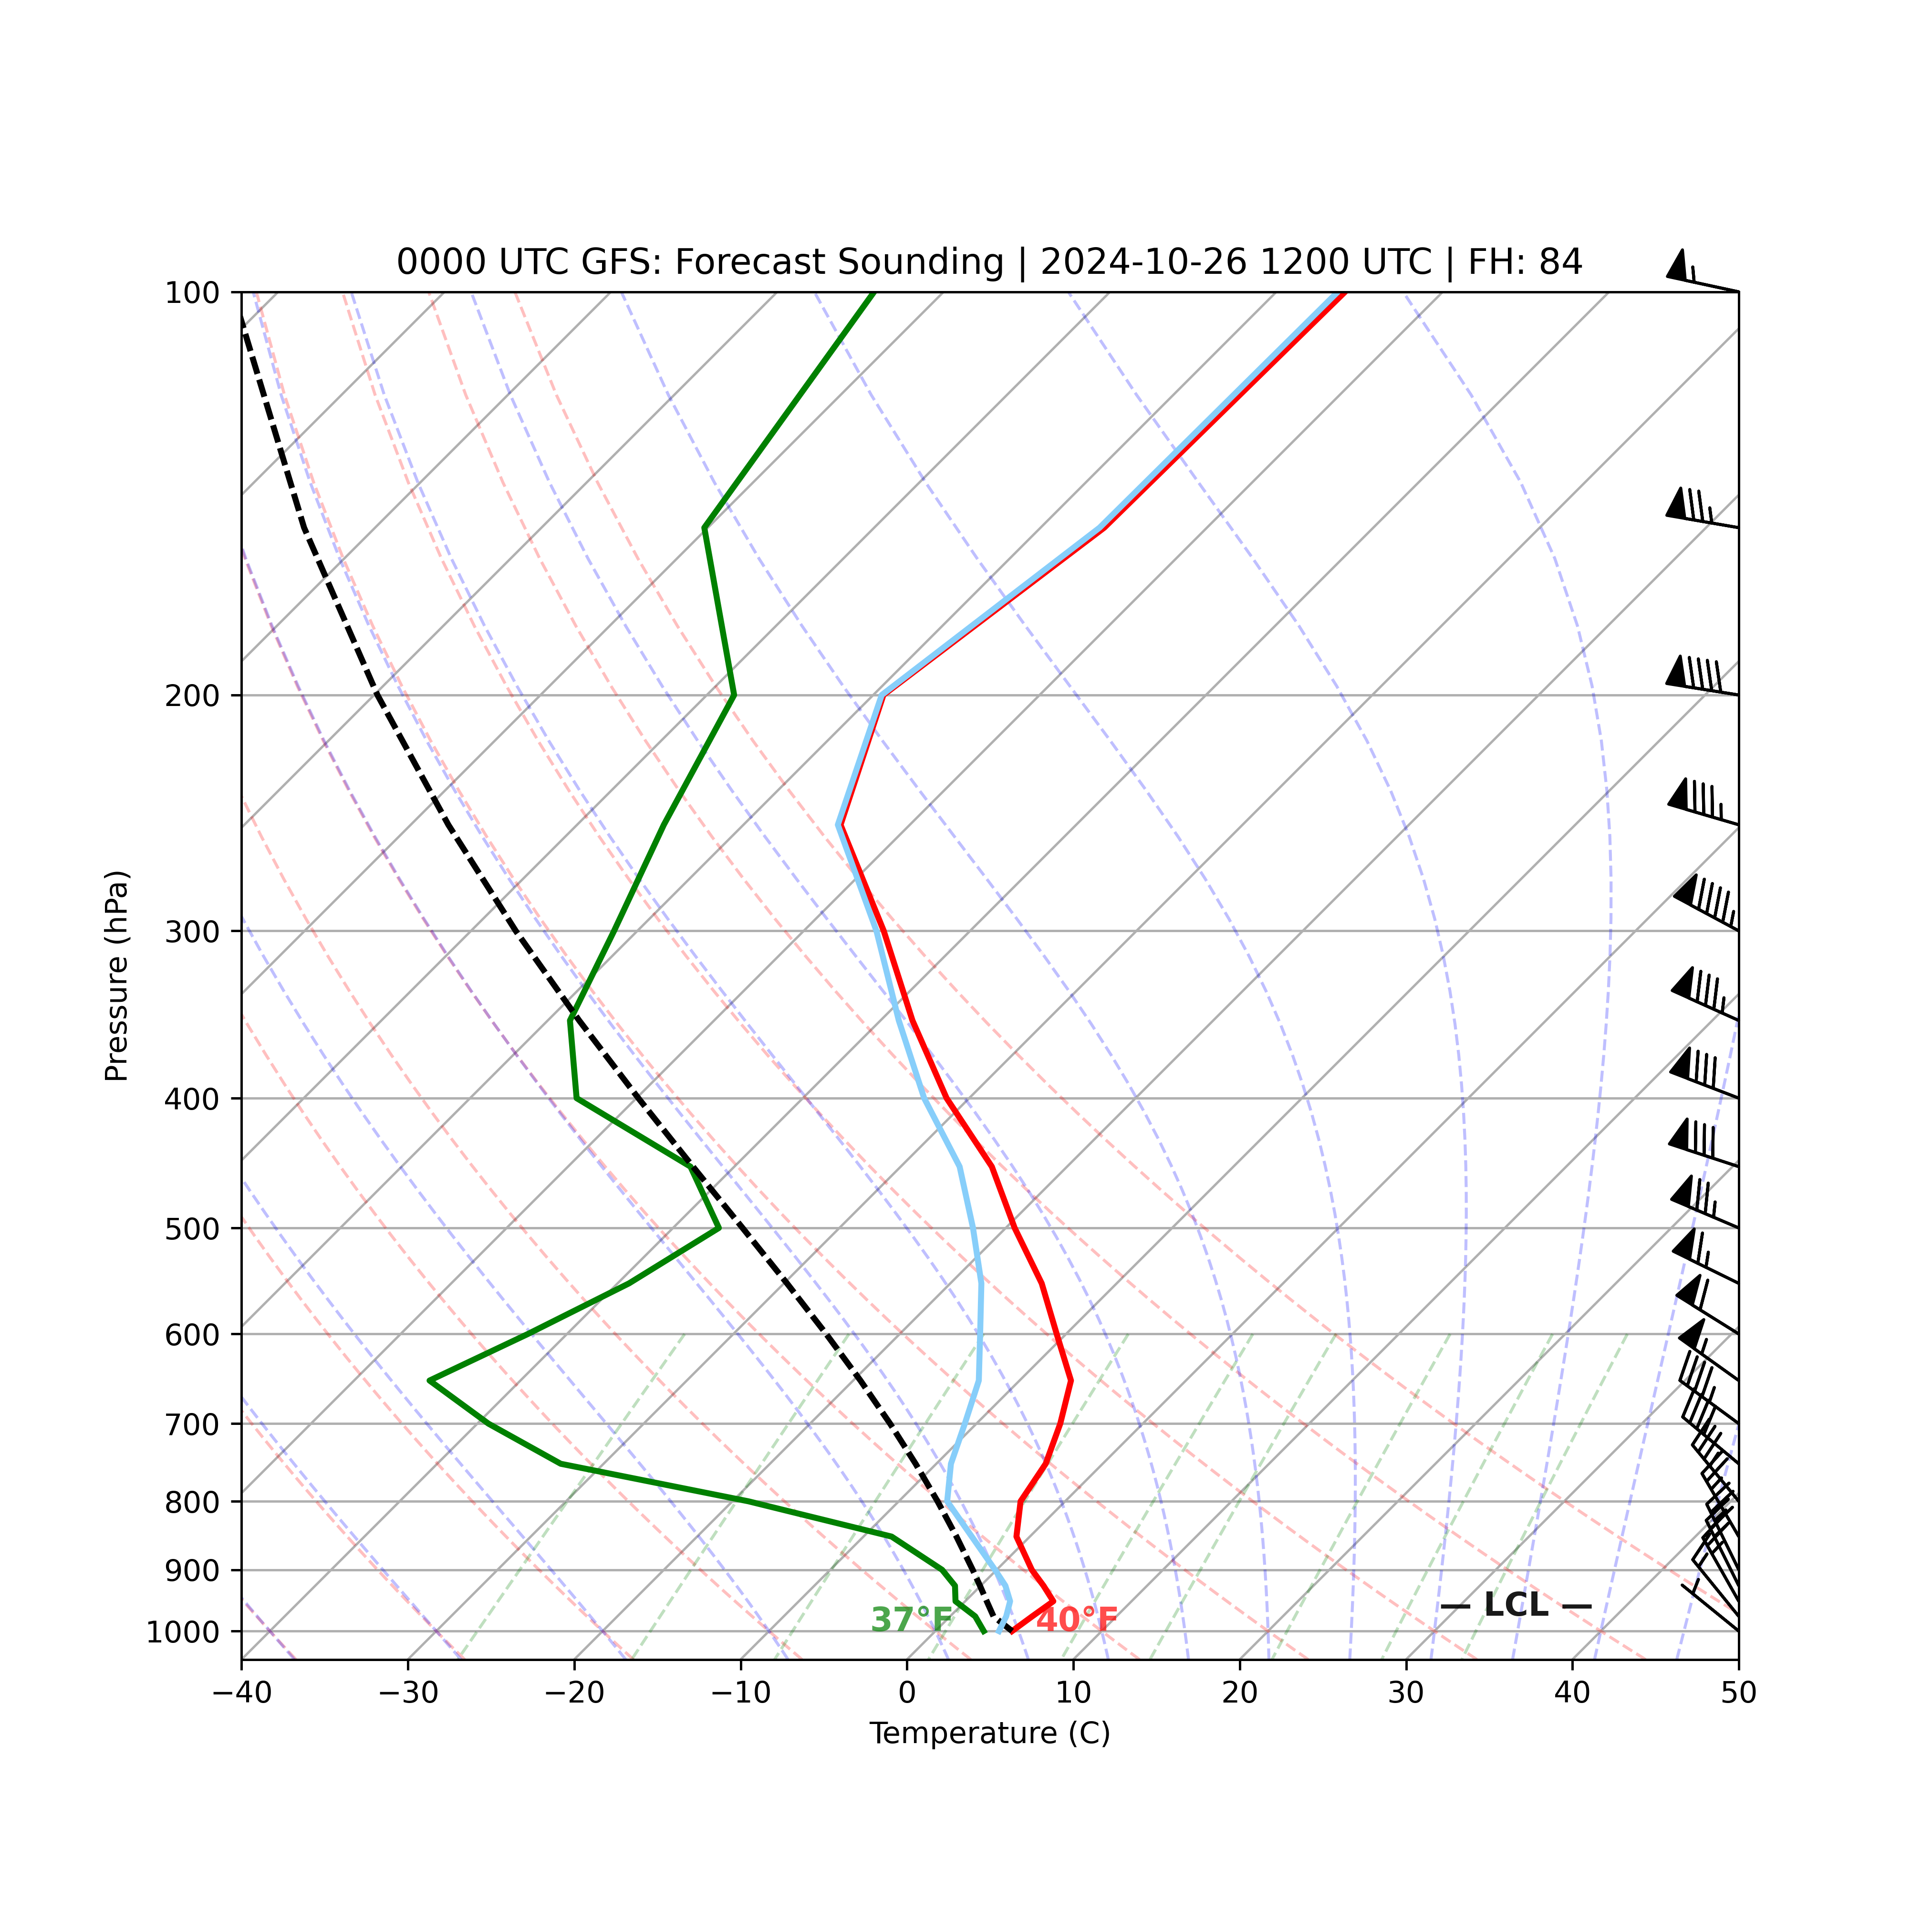 0000 UTC GFS: Forecast Sounding | 2024-10-26 1200 UTC | FH: 84
100
200
300
400
500
600
700
800
900
1000
Pressure (hPa)
37°F
40°F
— LCL —
−40 −30 −20 −10 0 10 20 30 40 50
Temperature (C)